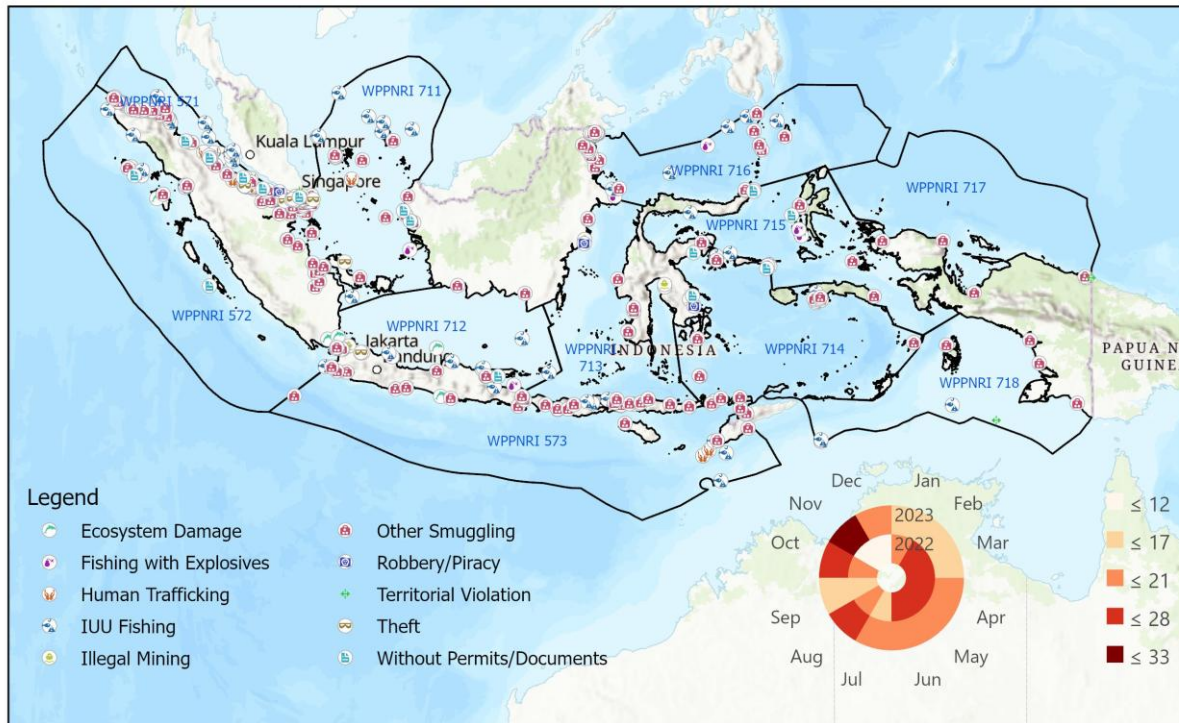 WPPNRI 571
WPPNRI 711
Kuala Lumpur
Singapore
WPPNRI 716
WPPNRI 717
WPPNRI 715
WPPNRI 572
WPPNRI 712
Jakarta
Bandung
WPPNRI
713
INDONESIA
WPPNRI 714
PAPUA N
GUINE
WPPNRI 718
WPPNRI 573
Legend
Ecosystem Damage
Fishing with Explosives
Human Trafficking
IUU Fishing
Illegal Mining
Other Smuggling
Robbery/Piracy
Territorial Violation
Theft
Without Permits/Documents
Dec
Jan
Nov
Feb
2023
Oct
2022
Mar
Sep
Apr
Aug
May
Jul
Jun
≤ 12
≤ 17
≤ 21
≤ 28
≤ 33